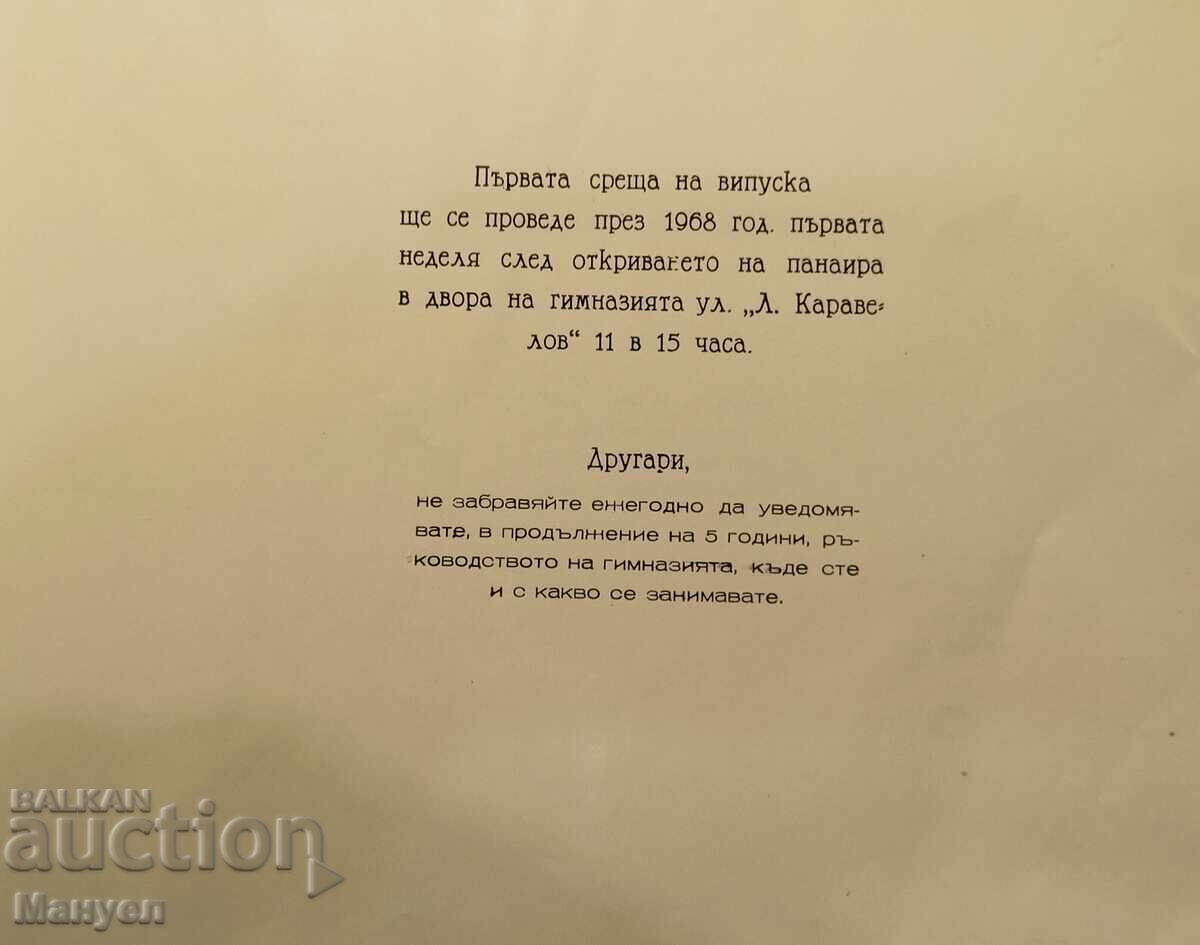 Първата среща на випуска
ще се проведе през 1968 год. първата
неделя след откриването на панаира
в двора на гимназията ул. „Л. Караве-
лов“ 11 в 15 часа.
Другари,
не забравяйте ежегодно да уведомя-
вате, в продължение на 5 години, ръ-
ководството на гимназията, къде сте
и с какво се занимавате.
BALKAN
auction
Мануел